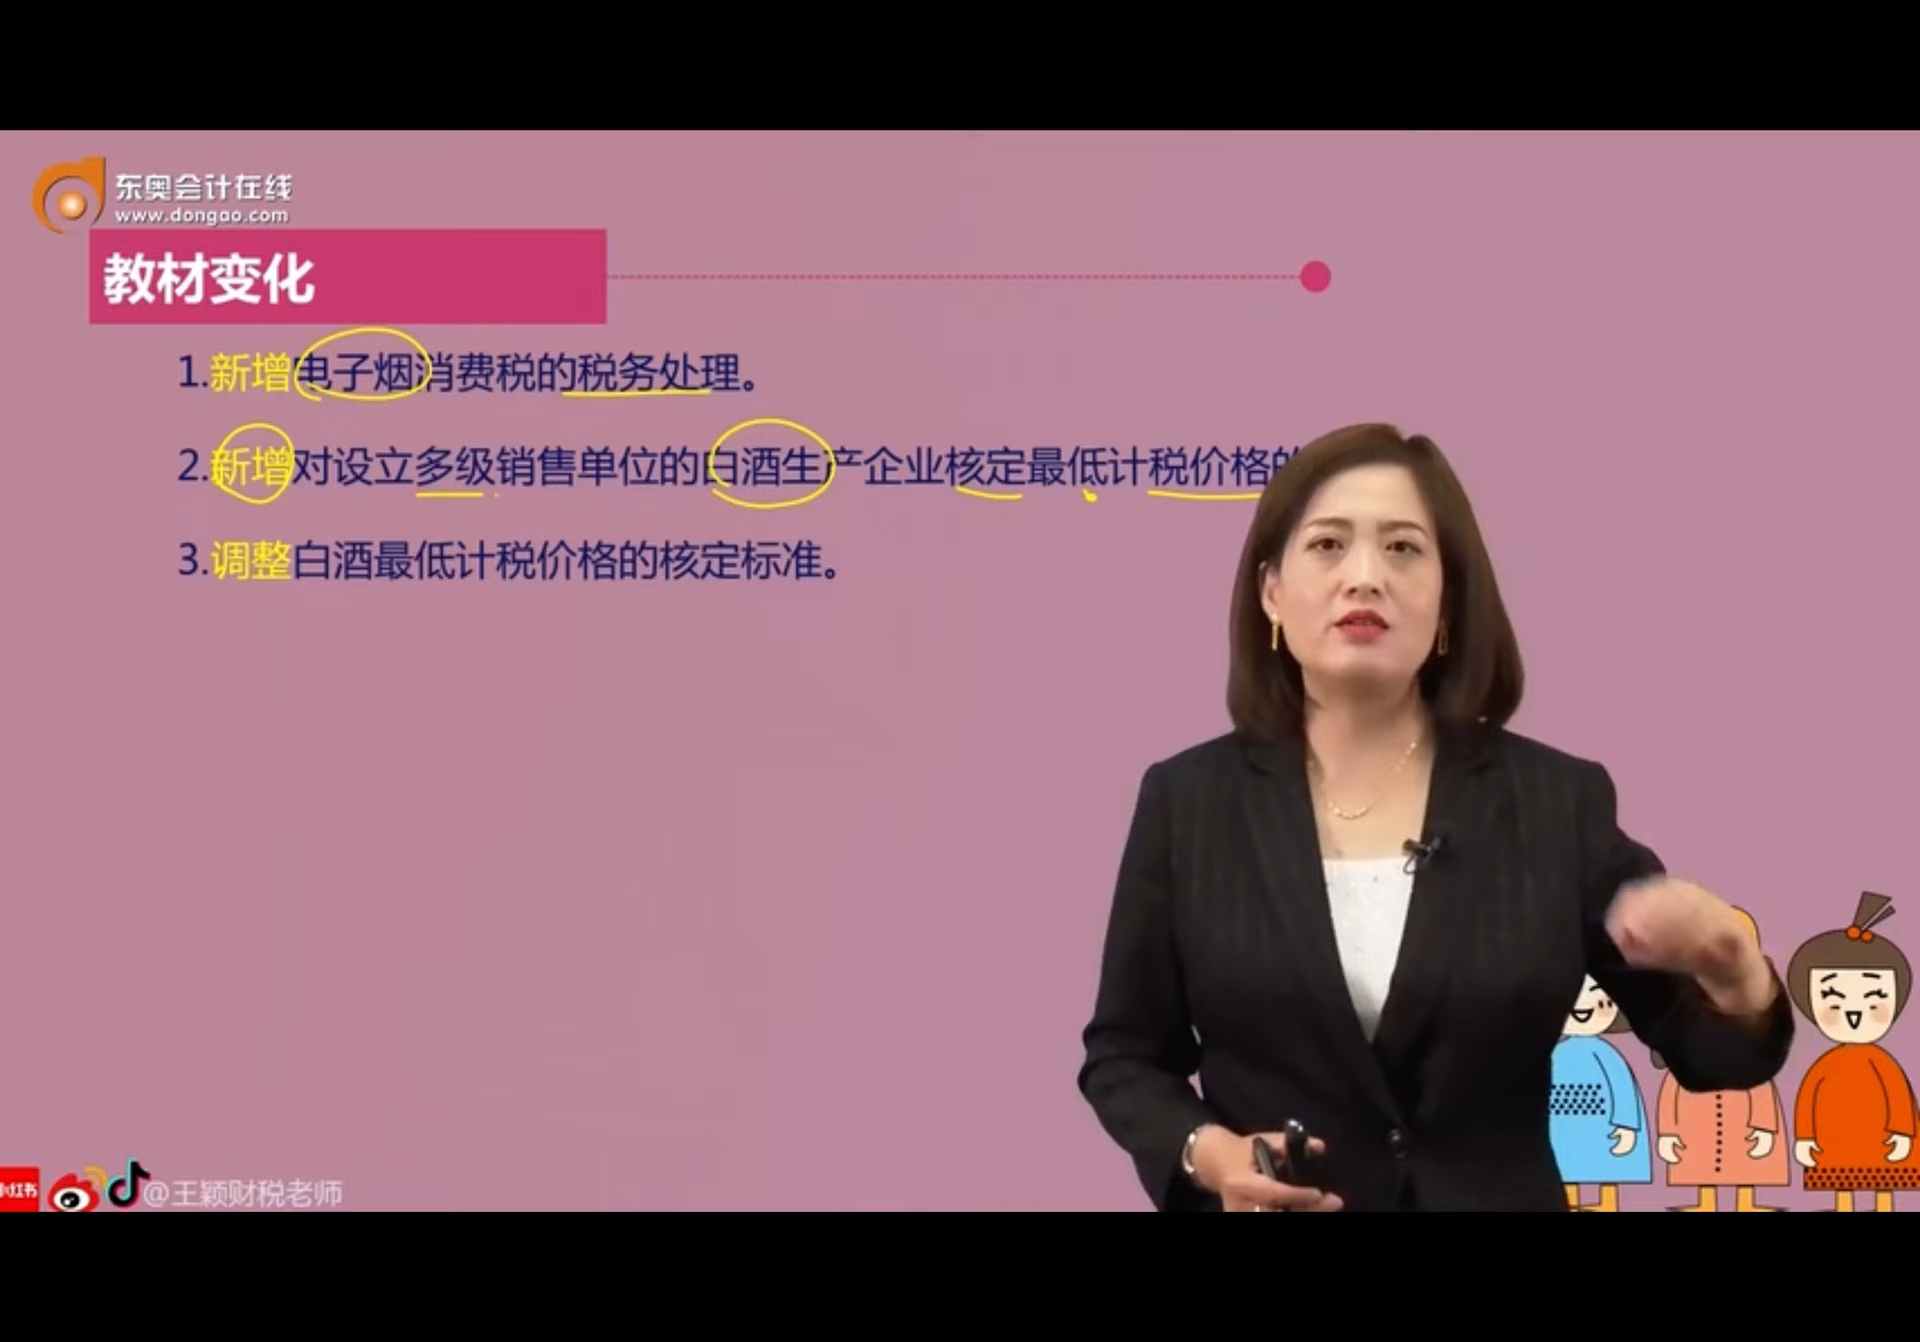 东奥会计在线
www.dongao.com
教材变化
1.新增电子烟消费税的税务处理。
2.新增对设立多级销售单位的白酒生产企业核定最低计税价格的
3.调整白酒最低计税价格的核定标准。
小红书
@王颖财税老师